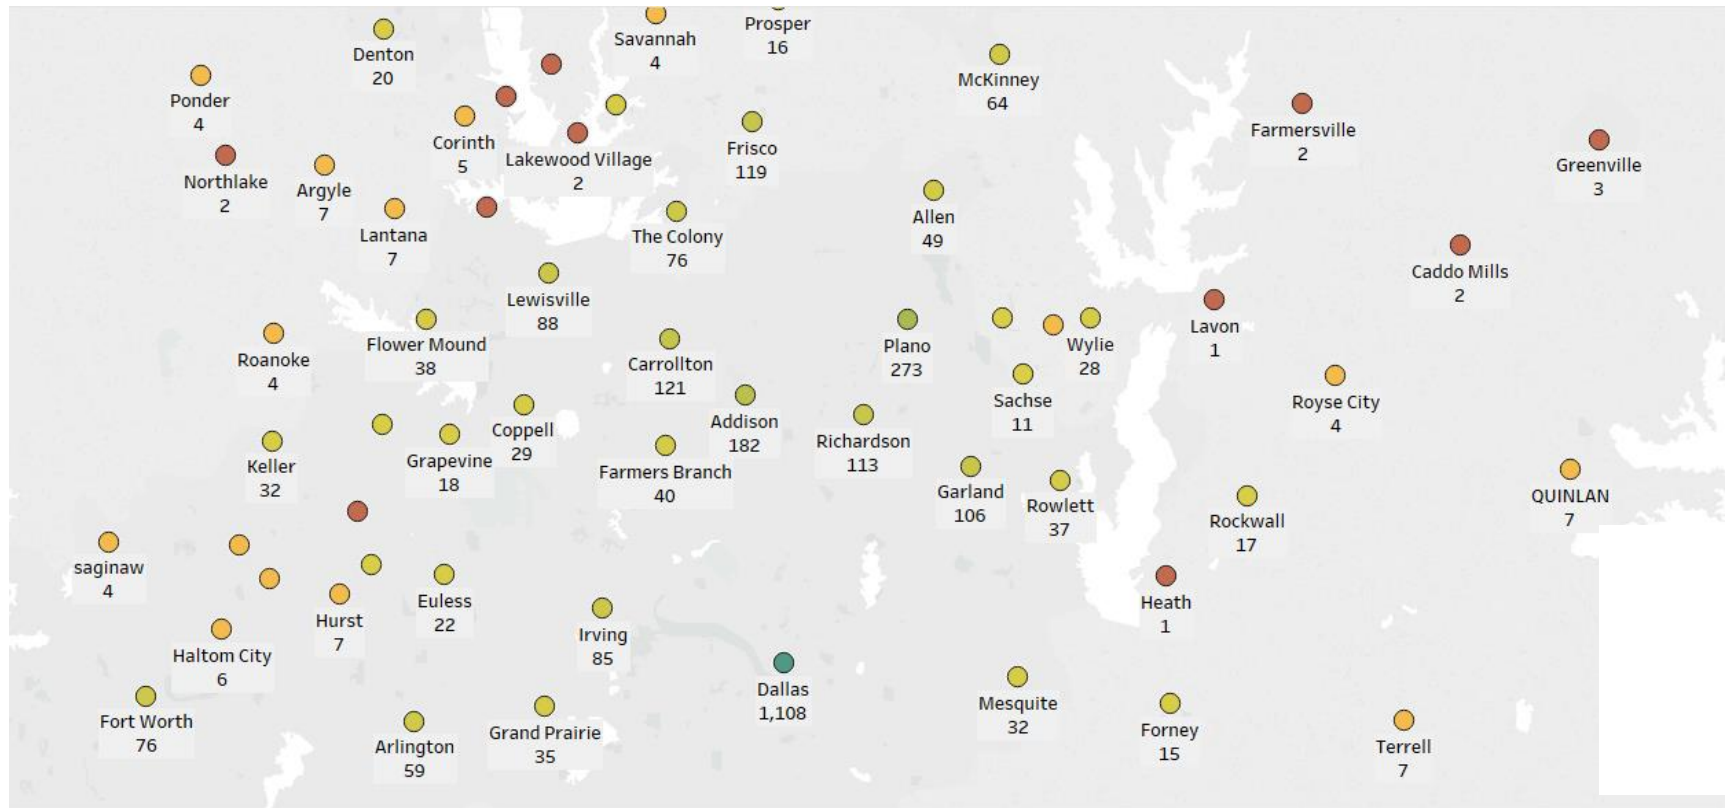 Savannah
4
Prosper
16
Denton
20
McKinney
64
Ponder
4
Corinth
5
Lakewood Village
2
Frisco
119
Farmersville
2
Greenville
3
Northlake
2
Argyle
7
Lantana
7
The Colony
76
Allen
49
Caddo Mills
2
Lewisville
88
Lavon
1
Roanoke
4
Flower Mound
38
Carrollton
121
Plano
273
Wylie
28
Sachse
11
Royse City
4
Addison
182
Coppell
29
Richardson
113
Keller
32
Grapevine
18
Farmers Branch
40
Garland
106
Rowlett
37
Rockwall
17
QUINLAN
7
saginaw
4
Hurst
7
Euless
22
Irving
85
Heath
1
Haltom City
6
Dallas
1,108
Fort Worth
76
Arlington
59
Grand Prairie
35
Mesquite
32
Forney
15
Terrell
7